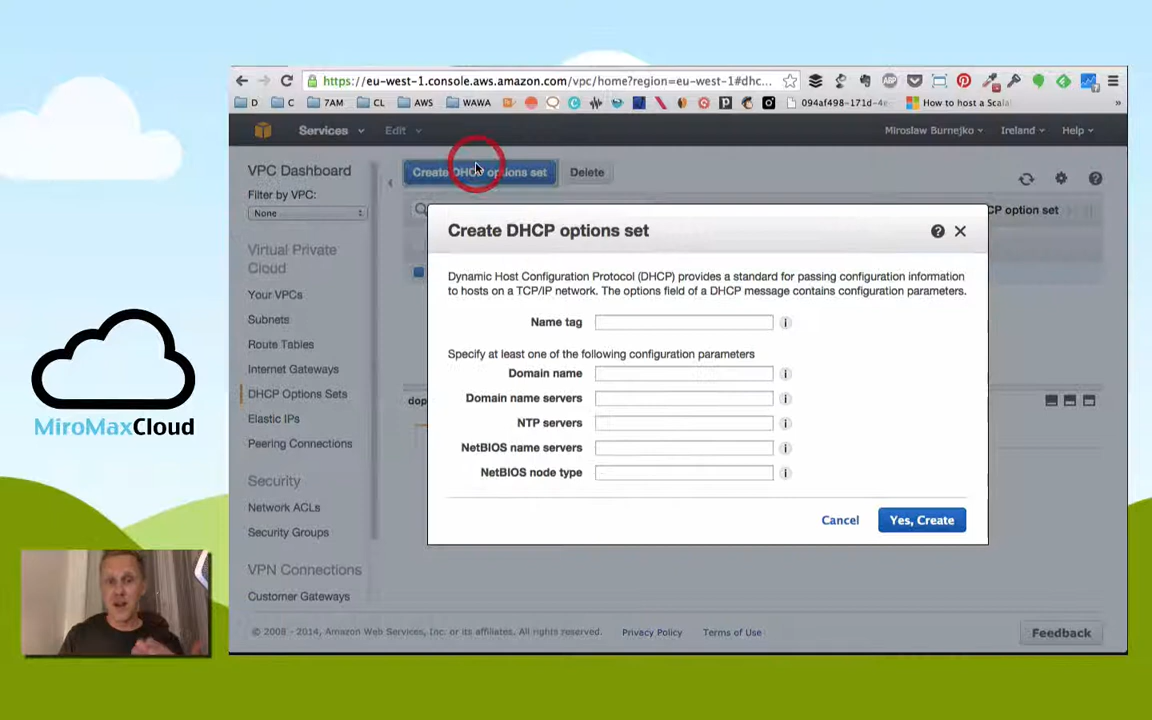 https://eu-west-1.console.aws.amazon.com/vpc/home?region=eu-west-1#dhc...
D C 7AM CL AWS WAWA 094af498-171d-4e How to host a Scala »
Services Edit Miroslaw Burnejko Ireland Help
VPC Dashboard
Filter by VPC:
None
Virtual Private
Cloud
Your VPCs
Subnets
Route Tables
Internet Gateways
DHCP Options Sets
Elastic IPs
Peering Connections
Security
Network ACLs
Security Groups
VPN Connections
Customer Gateways
Create DHCP options set Delete
CP option set
dop
Create DHCP options set
Dynamic Host Configuration Protocol (DHCP) provides a standard for passing configuration information
to hosts on a TCP/IP network. The options field of a DHCP message contains configuration parameters.
Name tag
Specify at least one of the following configuration parameters
Domain name
Domain name servers
NTP servers
NetBIOS name servers
NetBIOS node type
Cancel Yes, Create
© 2008 - 2014, Amazon Web Services, Inc. or its affiliates. All rights reserved. Privacy Policy Terms of Use Feedback
MiroMaxCloud